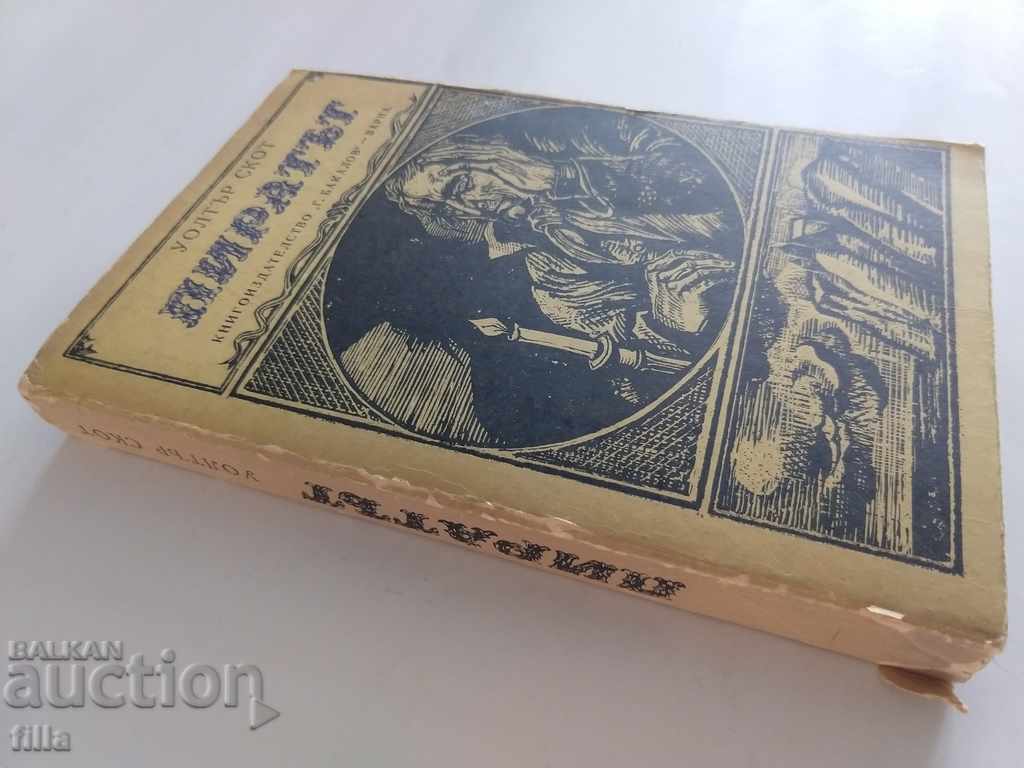 УОЛТЪР СКОТ
ПИРАТЪТ
КНИГОИЗДАТЕЛСТВО „Г. БАКАЛОВ“ — ВАРНА
УОЛТЪР СКОТ
ПИРАТЪТ
BALKAN
auction
filla